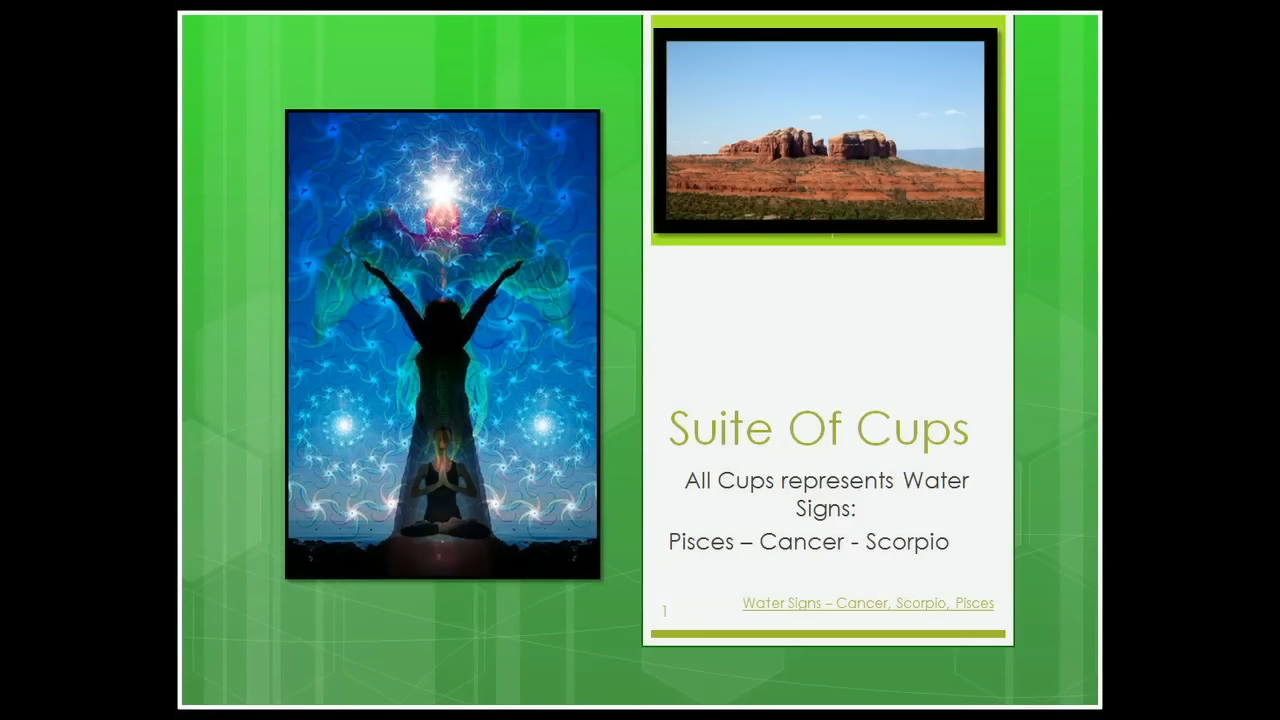 Suite Of Cups
All Cups represents Water
Signs:
Pisces – Cancer - Scorpio
1
Water Signs – Cancer, Scorpio, Pisces